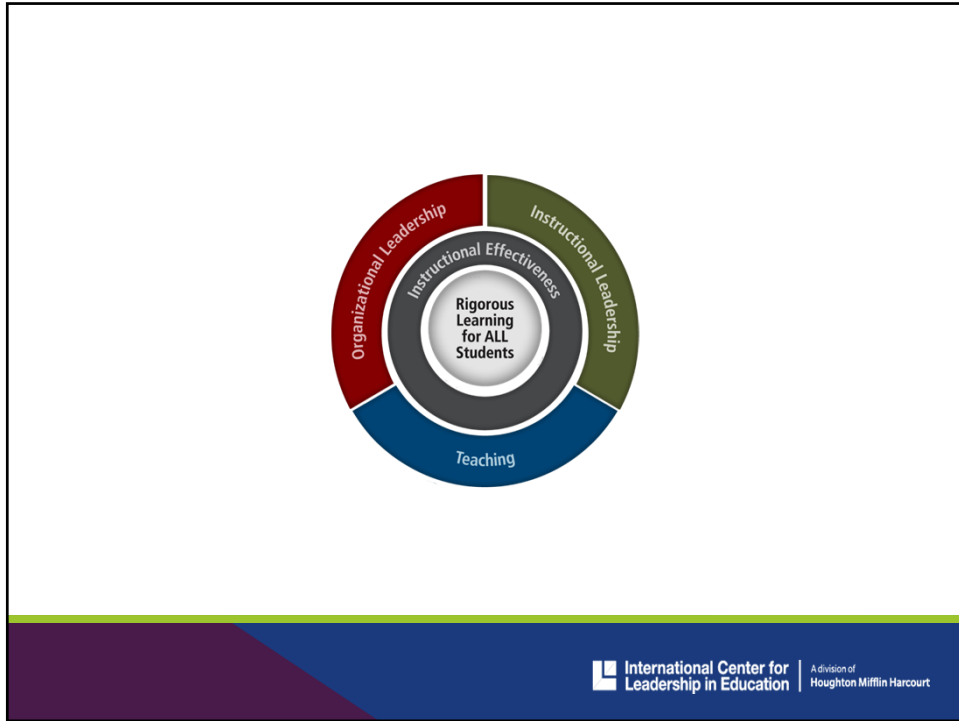 Organizational Leadership
Instructional Leadership
Instructional Effectiveness
Rigorous
Learning
for ALL
Students
Teaching
International Center for
Leadership in Education
A division of
Houghton Mifflin Harcourt